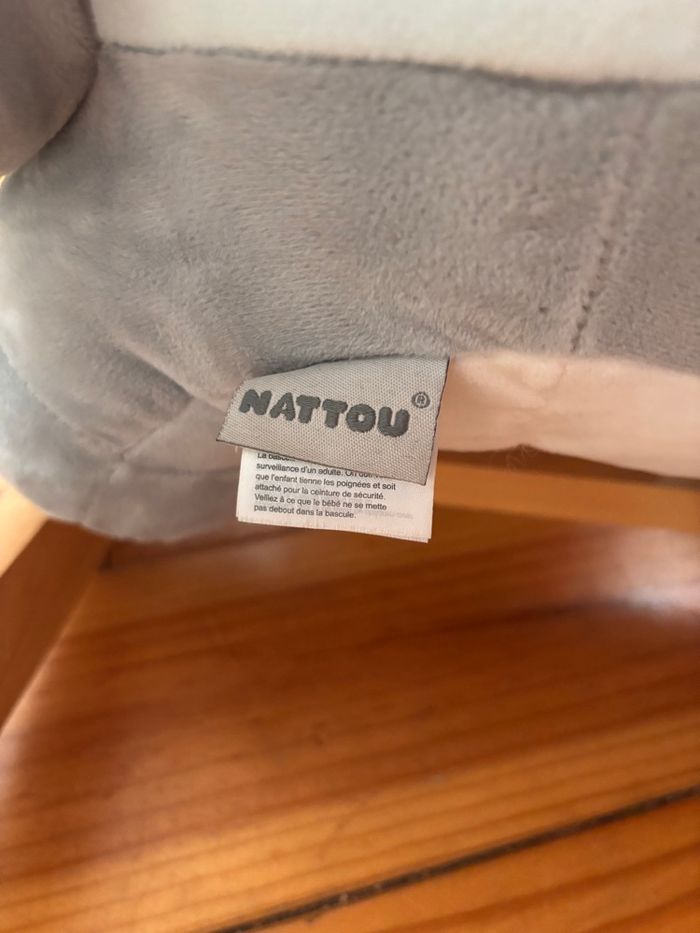 NATTOU®
La
surveillance d'un adulte.
que l'enfant tienne les poignées et soit
attaché pour la ceinture de sécurité.
Veillez à ce que le bébé ne se mette
pas debout dans la bascule.